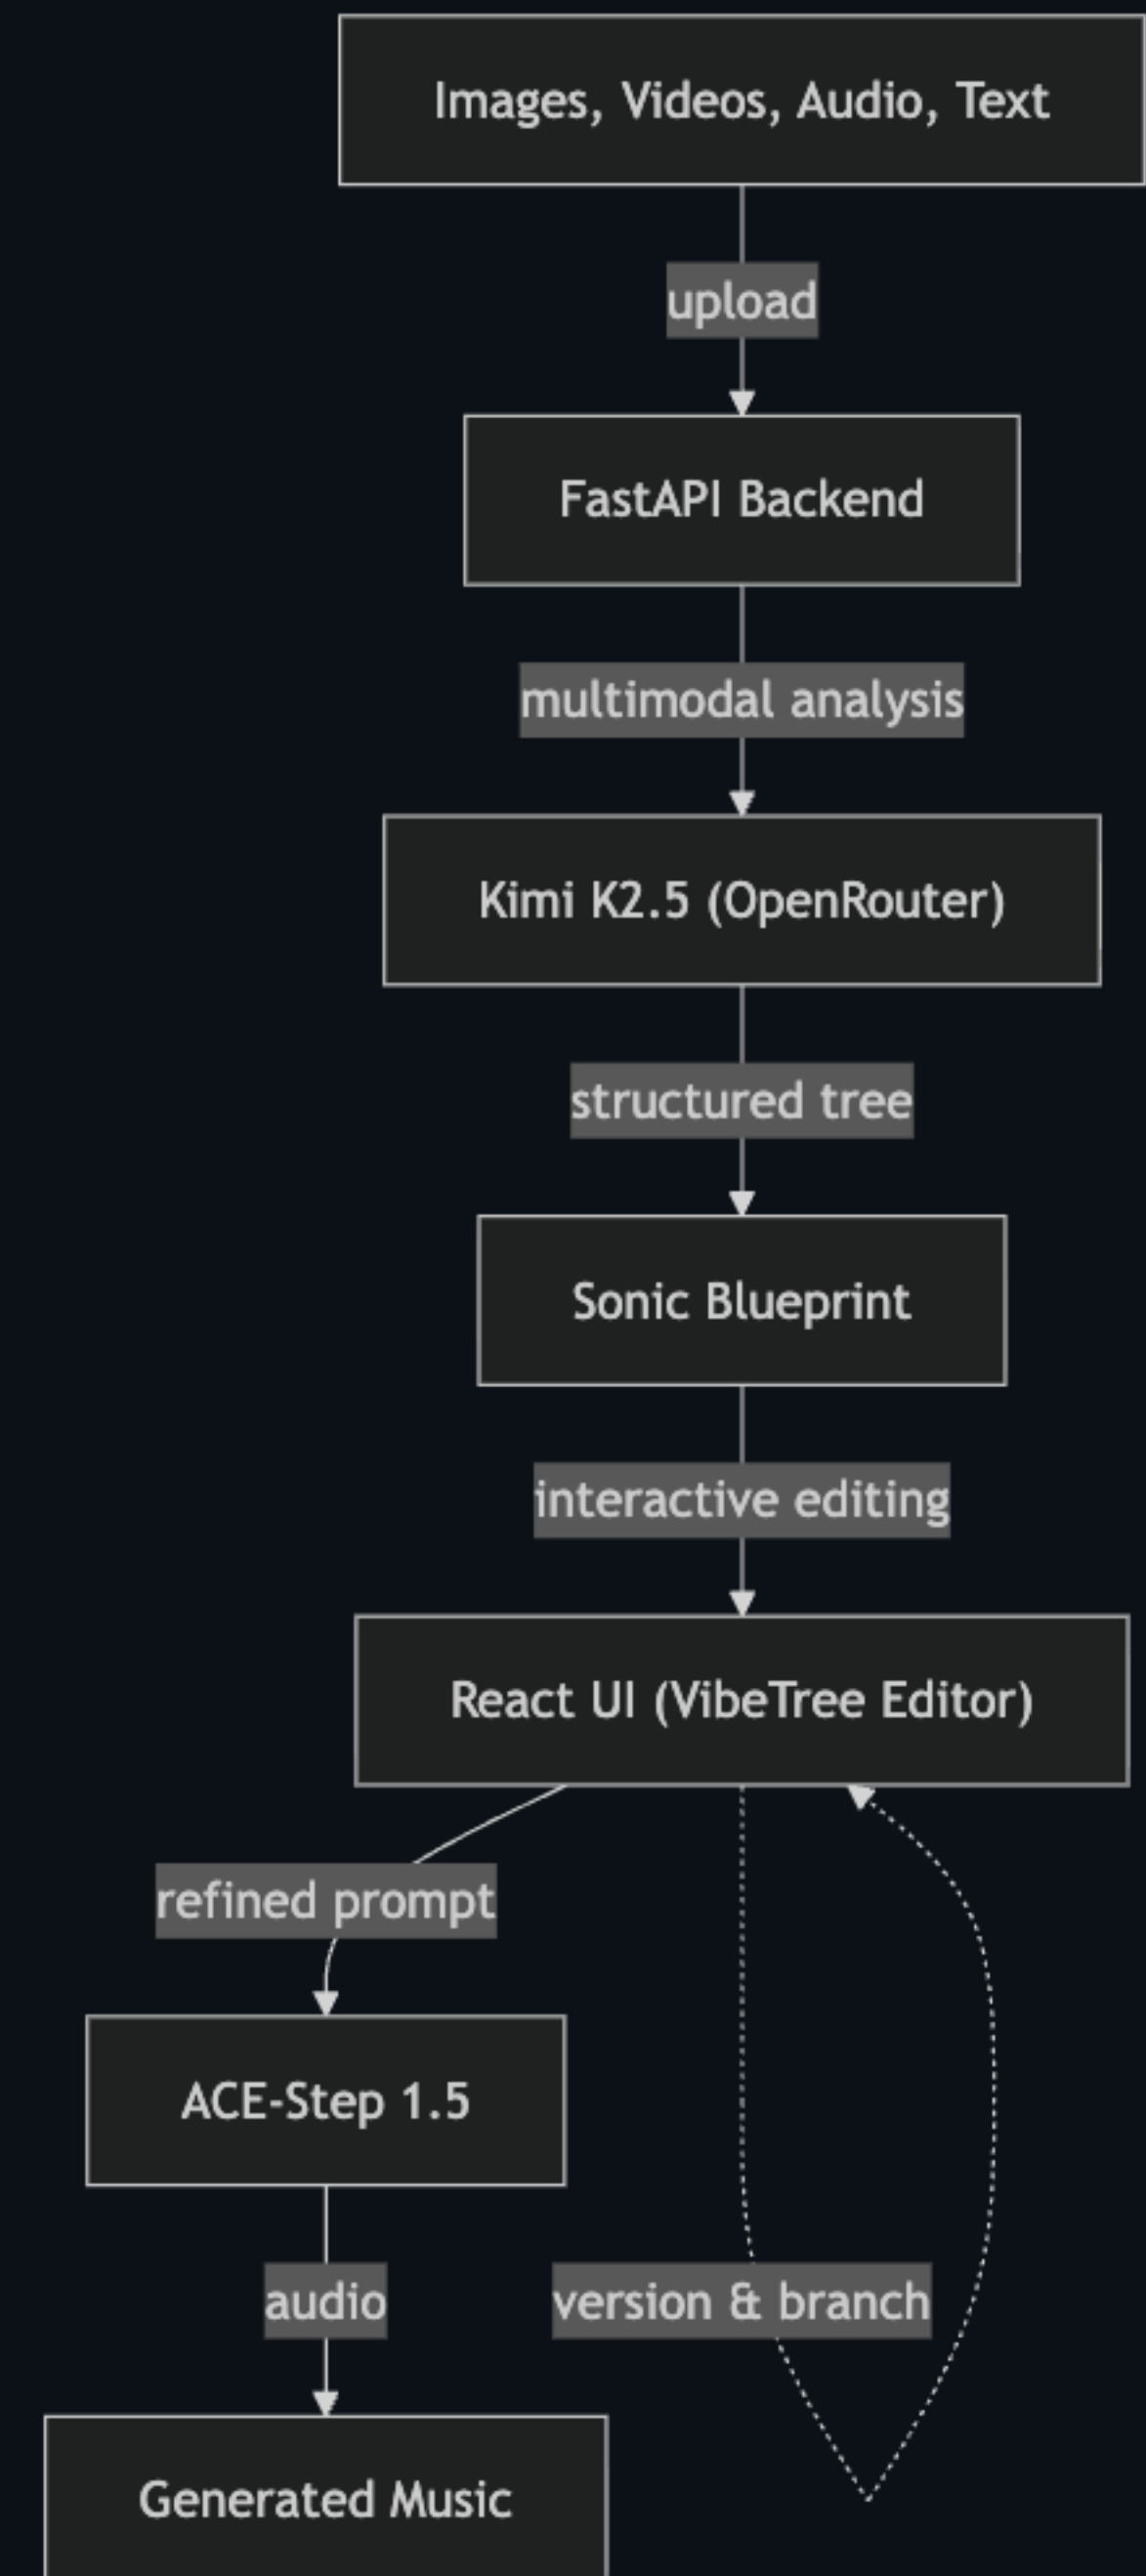 Images, Videos, Audio, Text
upload
FastAPI Backend
multimodal analysis
Kimi K2.5 (OpenRouter)
structured tree
Sonic Blueprint
interactive editing
React UI (VibeTree Editor)
refined prompt
ACE-Step 1.5
audio
version & branch
Generated Music